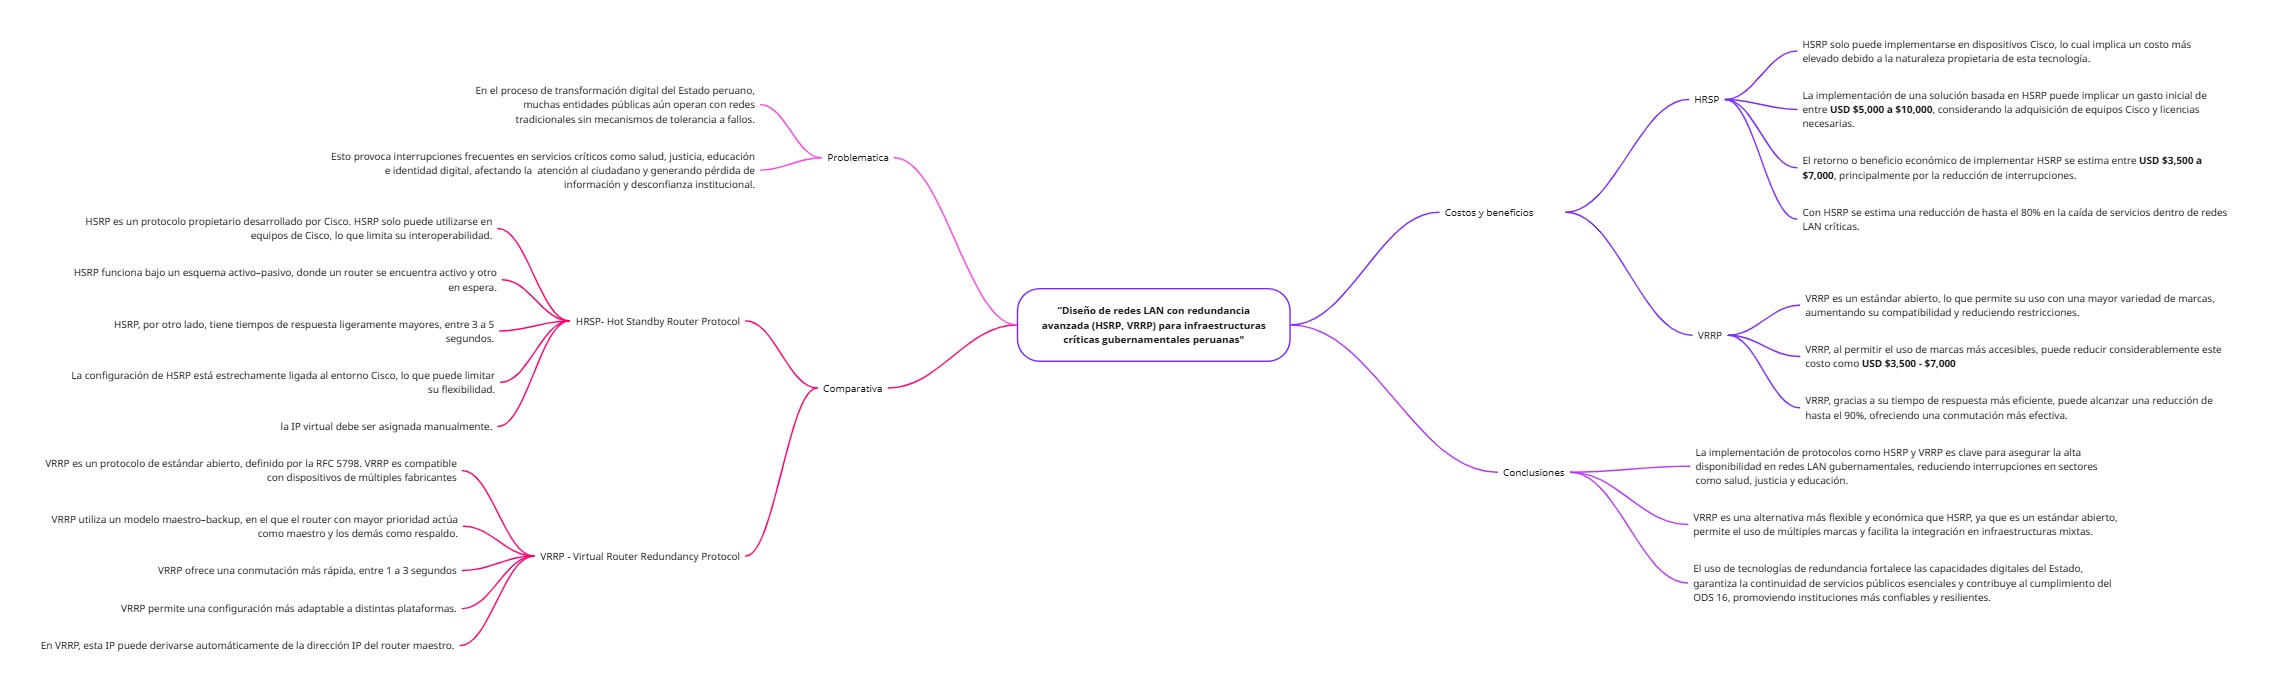 “Diseño de redes LAN con redundancia
avanzada (HSRP, VRRP) para infraestructuras
críticas gubernamentales peruanas"
Problematica
En el proceso de transformación digital del Estado peruano,
muchas entidades públicas aún operan con redes
tradicionales sin mecanismos de tolerancia a fallos.
Esto provoca interrupciones frecuentes en servicios críticos como salud, justicia, educación
e identidad digital, afectando la  atención al ciudadano y generando pérdida de
información y desconfianza institucional.
Comparativa
HRSP- Hot Standby Router Protocol
HSRP es un protocolo propietario desarrollado por Cisco. HSRP solo puede utilizarse en
equipos de Cisco, lo que limita su interoperabilidad.
HSRP funciona bajo un esquema activo–pasivo, donde un router se encuentra activo y otro
en espera.
HSRP, por otro lado, tiene tiempos de respuesta ligeramente mayores, entre 3 a 5
segundos.
La configuración de HSRP está estrechamente ligada al entorno Cisco, lo que puede limitar
su flexibilidad.
la IP virtual debe ser asignada manualmente.
VRRP - Virtual Router Redundancy Protocol
VRRP es un protocolo de estándar abierto, definido por la RFC 5798. VRRP es compatible
con dispositivos de múltiples fabricantes
VRRP utiliza un modelo maestro–backup, en el que el router con mayor prioridad actúa
como maestro y los demás como respaldo.
VRRP ofrece una conmutación más rápida, entre 1 a 3 segundos
VRRP permite una configuración más adaptable a distintas plataformas.
En VRRP, esta IP puede derivarse automáticamente de la dirección IP del router maestro.
Costos y beneficios
HRSP
HSRP solo puede implementarse en dispositivos Cisco, lo cual implica un costo más
elevado debido a la naturaleza propietaria de esta tecnología.
La implementación de una solución basada en HSRP puede implicar un gasto inicial de
entre USD $5,000 a $10,000, considerando la adquisición de equipos Cisco y licencias
necesarias.
El retorno o beneficio económico de implementar HSRP se estima entre USD $3,500 a
$7,000, principalmente por la reducción de interrupciones.
Con HSRP se estima una reducción de hasta el 80% en la caída de servicios dentro de redes
LAN críticas.
VRRP
VRRP es un estándar abierto, lo que permite su uso con una mayor variedad de marcas,
aumentando su compatibilidad y reduciendo restricciones.
VRRP, al permitir el uso de marcas más accesibles, puede reducir considerablemente este
costo como USD $3,500 - $7,000
VRRP, gracias a su tiempo de respuesta más eficiente, puede alcanzar una reducción de
hasta el 90%, ofreciendo una conmutación más efectiva.
Conclusiones
La implementación de protocolos como HSRP y VRRP es clave para asegurar la alta
disponibilidad en redes LAN gubernamentales, reduciendo interrupciones en sectores
como salud, justicia y educación.
VRRP es una alternativa más flexible y económica que HSRP, ya que es un estándar abierto,
permite el uso de múltiples marcas y facilita la integración en infraestructuras mixtas.
El uso de tecnologías de redundancia fortalece las capacidades digitales del Estado,
garantiza la continuidad de servicios públicos esenciales y contribuye al cumplimiento del
ODS 16, promoviendo instituciones más confiables y resilientes.